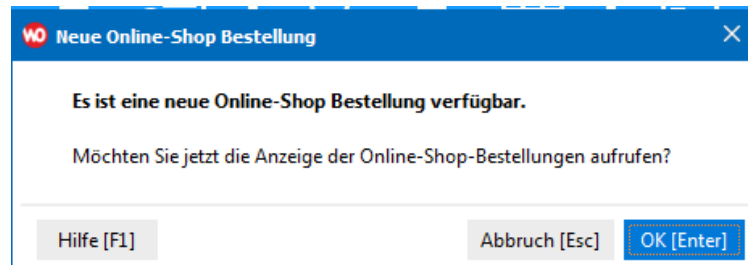 WO Neue Online-Shop Bestellung
Es ist eine neue Online-Shop Bestellung verfügbar.
Möchten Sie jetzt die Anzeige der Online-Shop-Bestellungen aufrufen?
Hilfe [F1] Abbruch [Esc] OK [Enter]